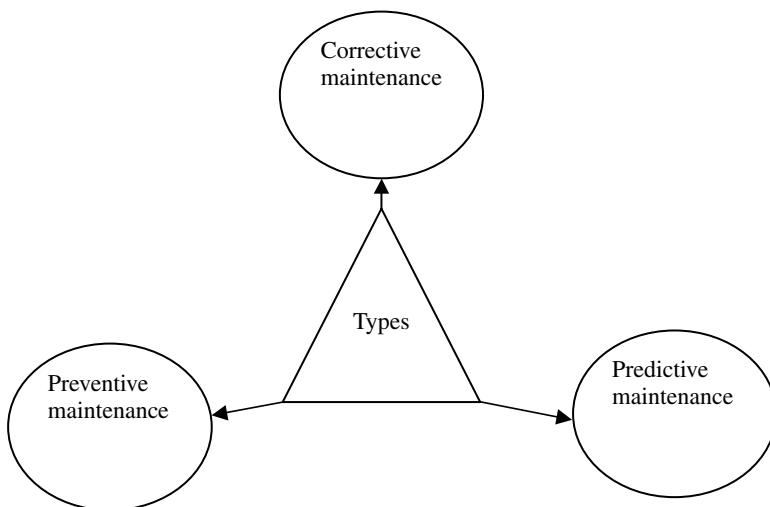 Corrective
maintenance
Types
Preventive
maintenance
Predictive
maintenance